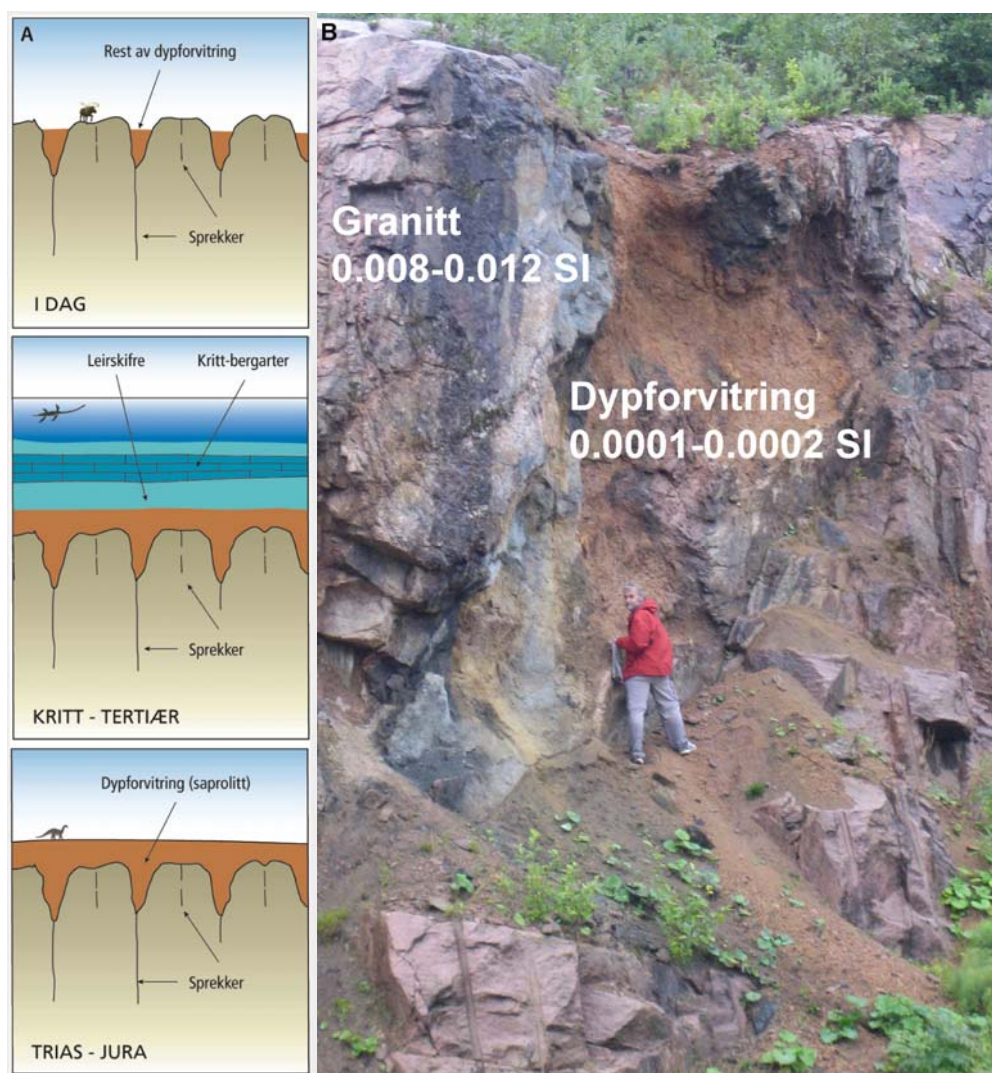 A
Rest av dypforvitring
Sprekker
I DAG
Leirskifre
Kritt-bergarter
Sprekker
KRITT - TERTIÆR
Dypforvitring (saprolitt)
Sprekker
TRIAS - JURA
B
Granitt
0.008-0.012 SI
Dypforvitring
0.0001-0.0002 SI